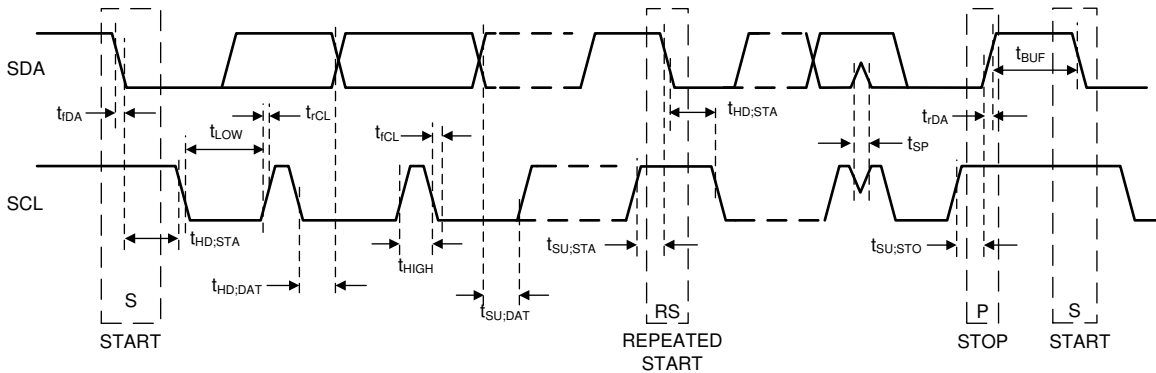 SDA
t_BUF
t_fDA
t_LOW
t_rCL
t_fCL
t_HD;STA
t_SP
t_rDA
SCL
t_HD;STA
t_HD;DAT
t_HIGH
t_SU;DAT
t_SU;STA
t_SU;STO
S
RS
P
S
START
REPEATED
START
STOP
START